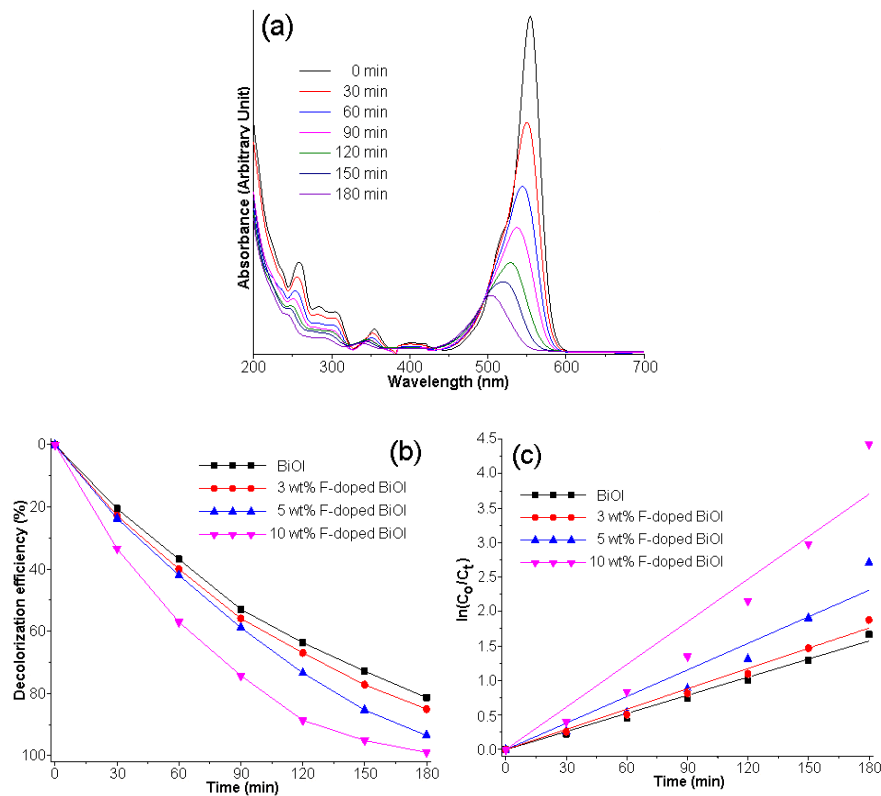 (a)
0 min
30 min
60 min
90 min
120 min
150 min
180 min
Absorbance (Arbitrary Unit)
200 300 400 500 600 700
Wavelength (nm)
(b)
BiOI
3 wt% F-doped BiOI
5 wt% F-doped BiOI
10 wt% F-doped BiOI
0
20
40
60
80
100
Decolorization efficiency (%)
0 30 60 90 120 150 180
Time (min)
(c)
BiOI
3 wt% F-doped BiOI
5 wt% F-doped BiOI
10 wt% F-doped BiOI
4.5
4.0
3.5
3.0
2.5
2.0
1.5
1.0
0.5
0.0
ln(Co/Ct)
0 30 60 90 120 150 180
Time (min)